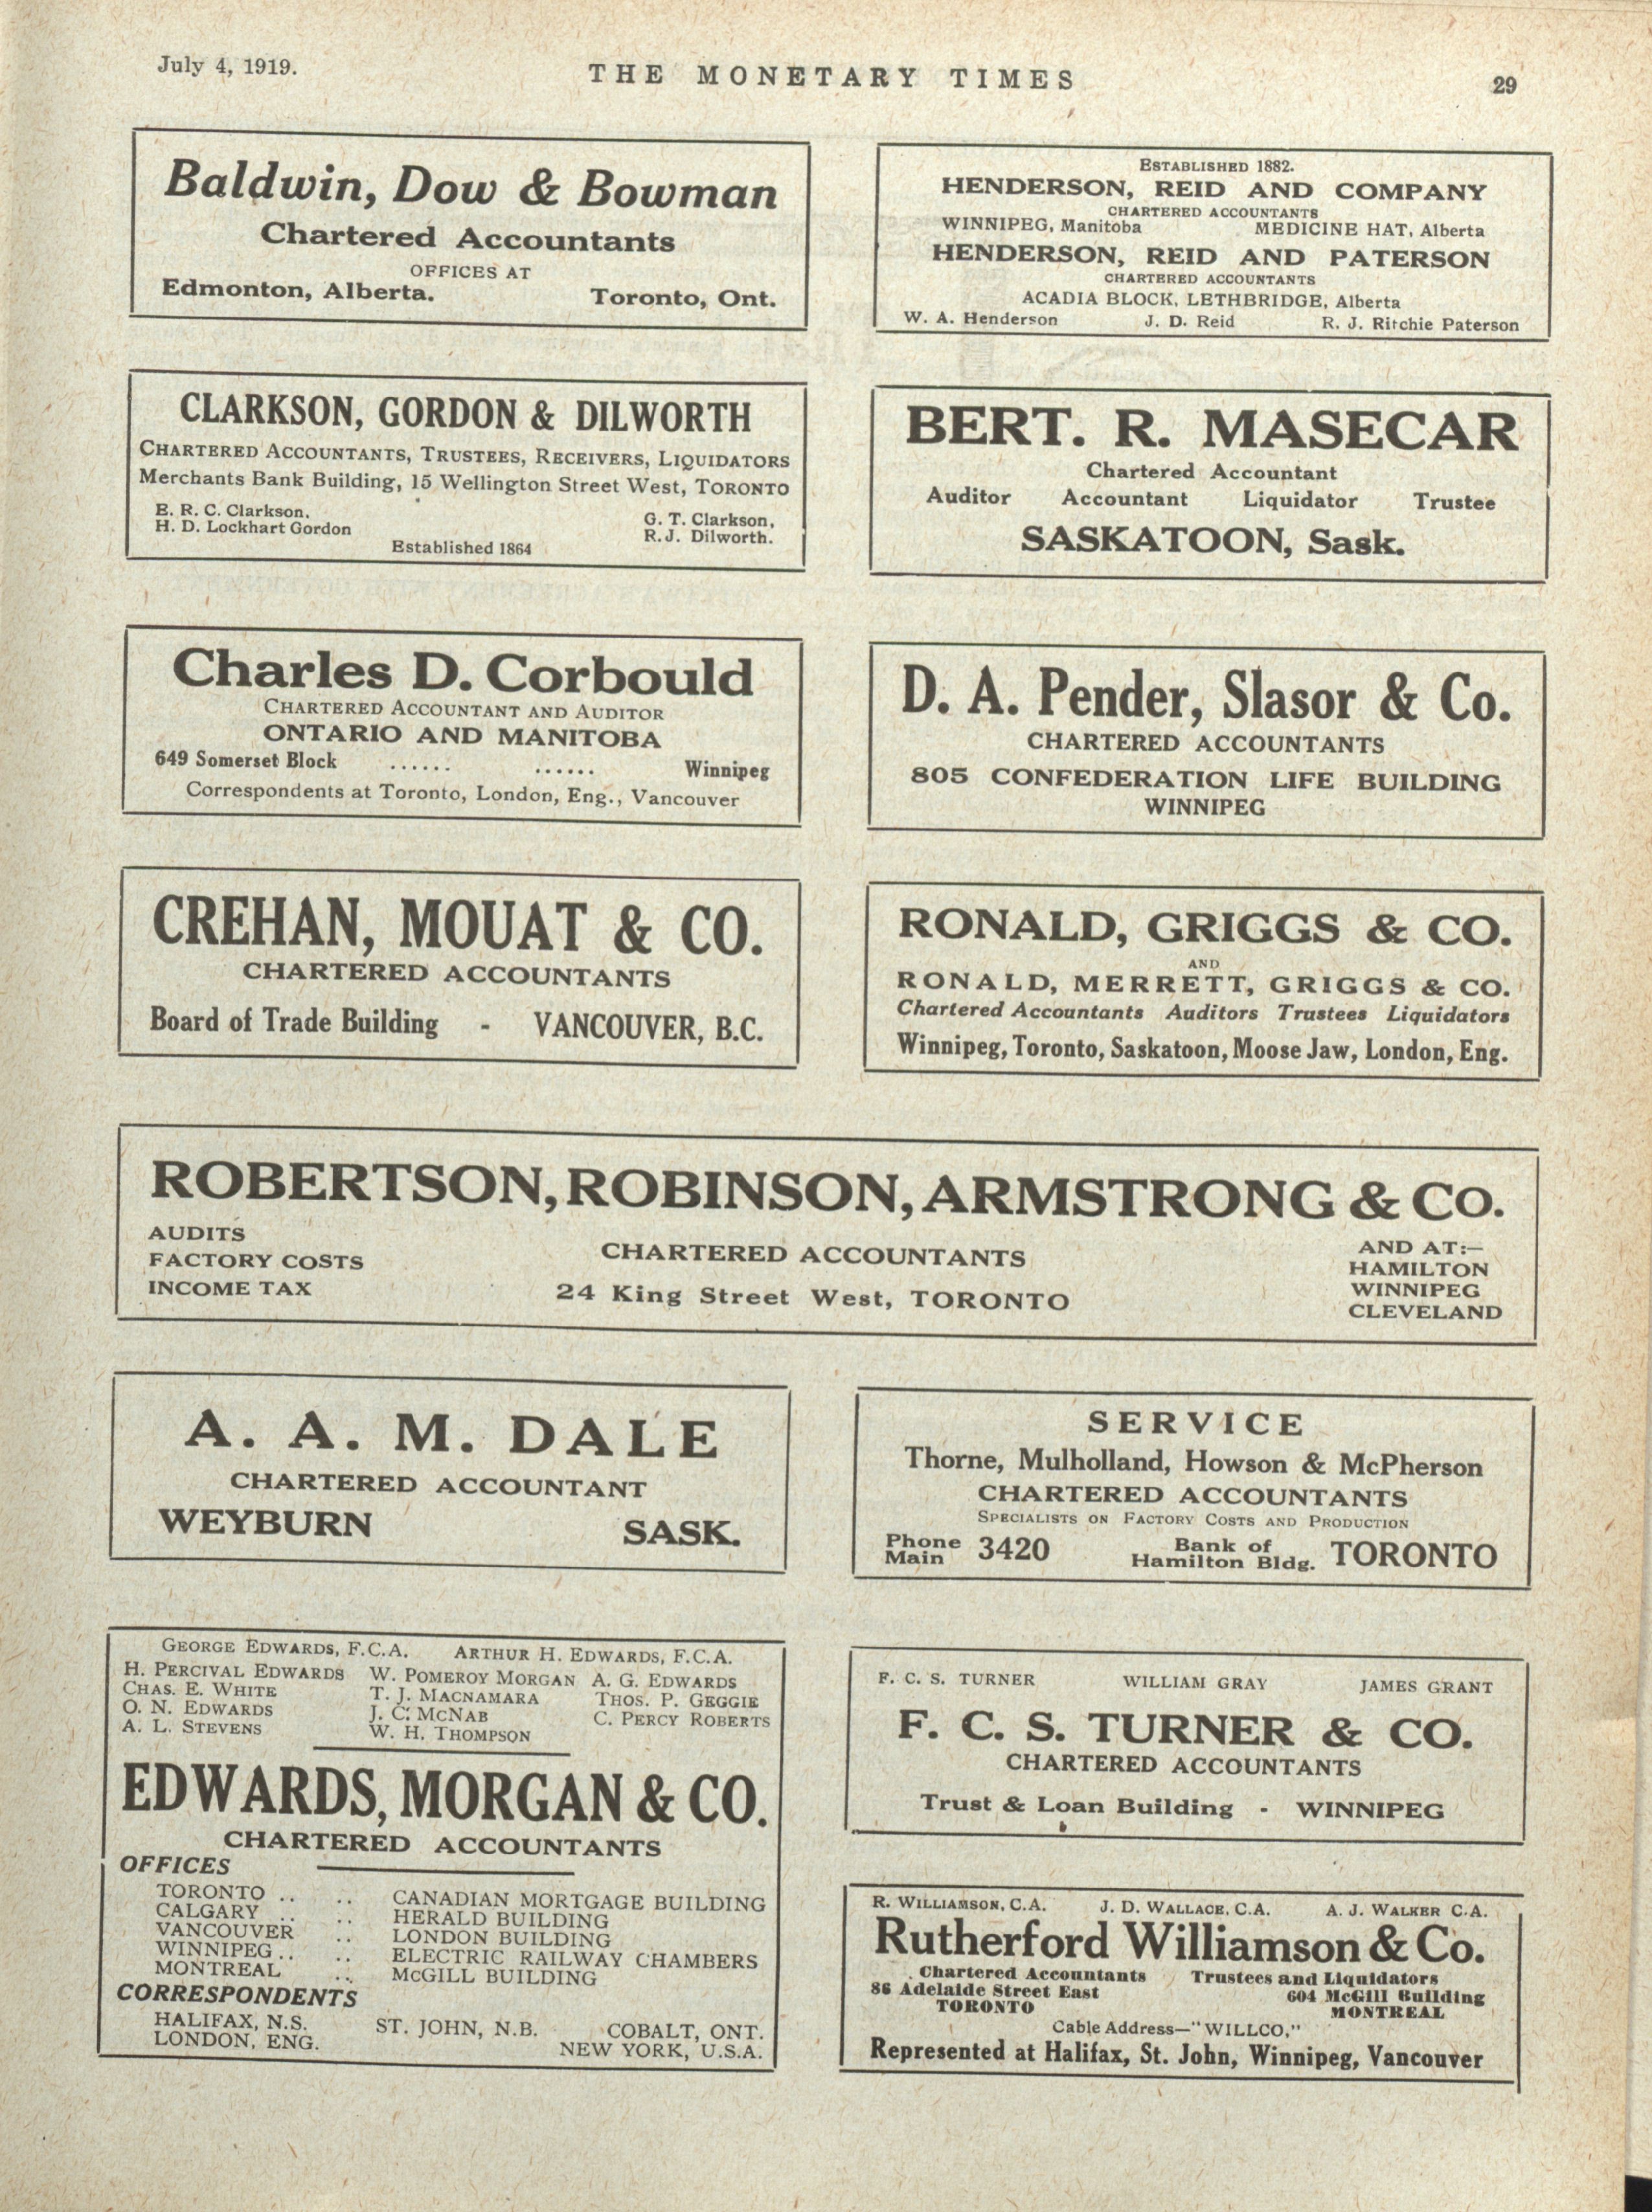 July 4, 1919.
THE MONETARY TIMES
29
Baldwin, Dow & Bowman
Chartered Accountants
OFFICES AT
Edmonton, Alberta. Toronto, Ont.
ESTABLISHED 1882.
HENDERSON, REID AND COMPANY
CHARTERED ACCOUNTANTS
WINNIPEG, Manitoba MEDICINE HAT, Alberta
HENDERSON, REID AND PATERSON
CHARTERED ACCOUNTANTS
ACADIA BLOCK, LETHBRIDGE, Alberta
W. A. Henderson J. D. Reid R. J. Ritchie Paterson
CLARKSON, GORDON & DILWORTH
CHARTERED ACCOUNTANTS, TRUSTEES, RECEIVERS, LIQUIDATORS
Merchants Bank Building, 15 Wellington Street West, TORONTO
E. R. C. Clarkson. G. T. Clarkson,
H. D. Lockhart Gordon R. J. Dilworth.
Established 1864
BERT. R. MASECAR
Chartered Accountant
Auditor Accountant Liquidator Trustee
SASKATOON, Sask.
Charles D. Corbould
CHARTERED ACCOUNTANT AND AUDITOR
ONTARIO AND MANITOBA
649 Somerset Block ...... ...... Winnipeg
Correspondents at Toronto, London, Eng., Vancouver
D. A. Pender, Slasor & Co.
CHARTERED ACCOUNTANTS
805 CONFEDERATION LIFE BUILDING
WINNIPEG
CREHAN, MOUAT & CO.
CHARTERED ACCOUNTANTS
Board of Trade Building - VANCOUVER, B.C.
RONALD, GRIGGS & CO.
AND
RONALD, MERRETT, GRIGGS & CO.
Chartered Accountants Auditors Trustees Liquidators
Winnipeg, Toronto, Saskatoon, Moose Jaw, London, Eng.
ROBERTSON, ROBINSON, ARMSTRONG & CO.
AUDITS
FACTORY COSTS
INCOME TAX
CHARTERED ACCOUNTANTS
24 King Street West, TORONTO
AND AT:—
HAMILTON
WINNIPEG
CLEVELAND
A. A. M. DALE
CHARTERED ACCOUNTANT
WEYBURN SASK.
SERVICE
Thorne, Mulholland, Howson & McPherson
CHARTERED ACCOUNTANTS
SPECIALISTS ON FACTORY COSTS AND PRODUCTION
Phone Main 3420 Bank of Hamilton Bldg. TORONTO
GEORGE EDWARDS, F.C.A. ARTHUR H. EDWARDS, F.C.A.
H. PERCIVAL EDWARDS W. POMEROY MORGAN A. G. EDWARDS
CHAS. E. WHITE T. J. MACNAMARA THOS. P. GEGGIE
O. N. EDWARDS J. C. MCNAB C. PERCY ROBERTS
A. L. STEVENS W. H. THOMPSON
EDWARDS, MORGAN & CO.
CHARTERED ACCOUNTANTS
OFFICES
TORONTO .. .. CANADIAN MORTGAGE BUILDING
CALGARY .. .. HERALD BUILDING
VANCOUVER .. LONDON BUILDING
WINNIPEG .. .. ELECTRIC RAILWAY CHAMBERS
MONTREAL .. McGILL BUILDING
CORRESPONDENTS
HALIFAX, N.S. ST. JOHN, N.B. COBALT, ONT.
LONDON, ENG. NEW YORK, U.S.A.
F. C. S. TURNER WILLIAM GRAY JAMES GRANT
F. C. S. TURNER & CO.
CHARTERED ACCOUNTANTS
Trust & Loan Building - WINNIPEG
R. WILLIAMSON, C.A. J. D. WALLACE, C.A. A. J. WALKER C.A.
Rutherford Williamson & Co.
Chartered Accountants Trustees and Liquidators
86 Adelaide Street East 604 McGill Building
TORONTO MONTREAL
Cable Address—"WILLCO,"
Represented at Halifax, St. John, Winnipeg, Vancouver